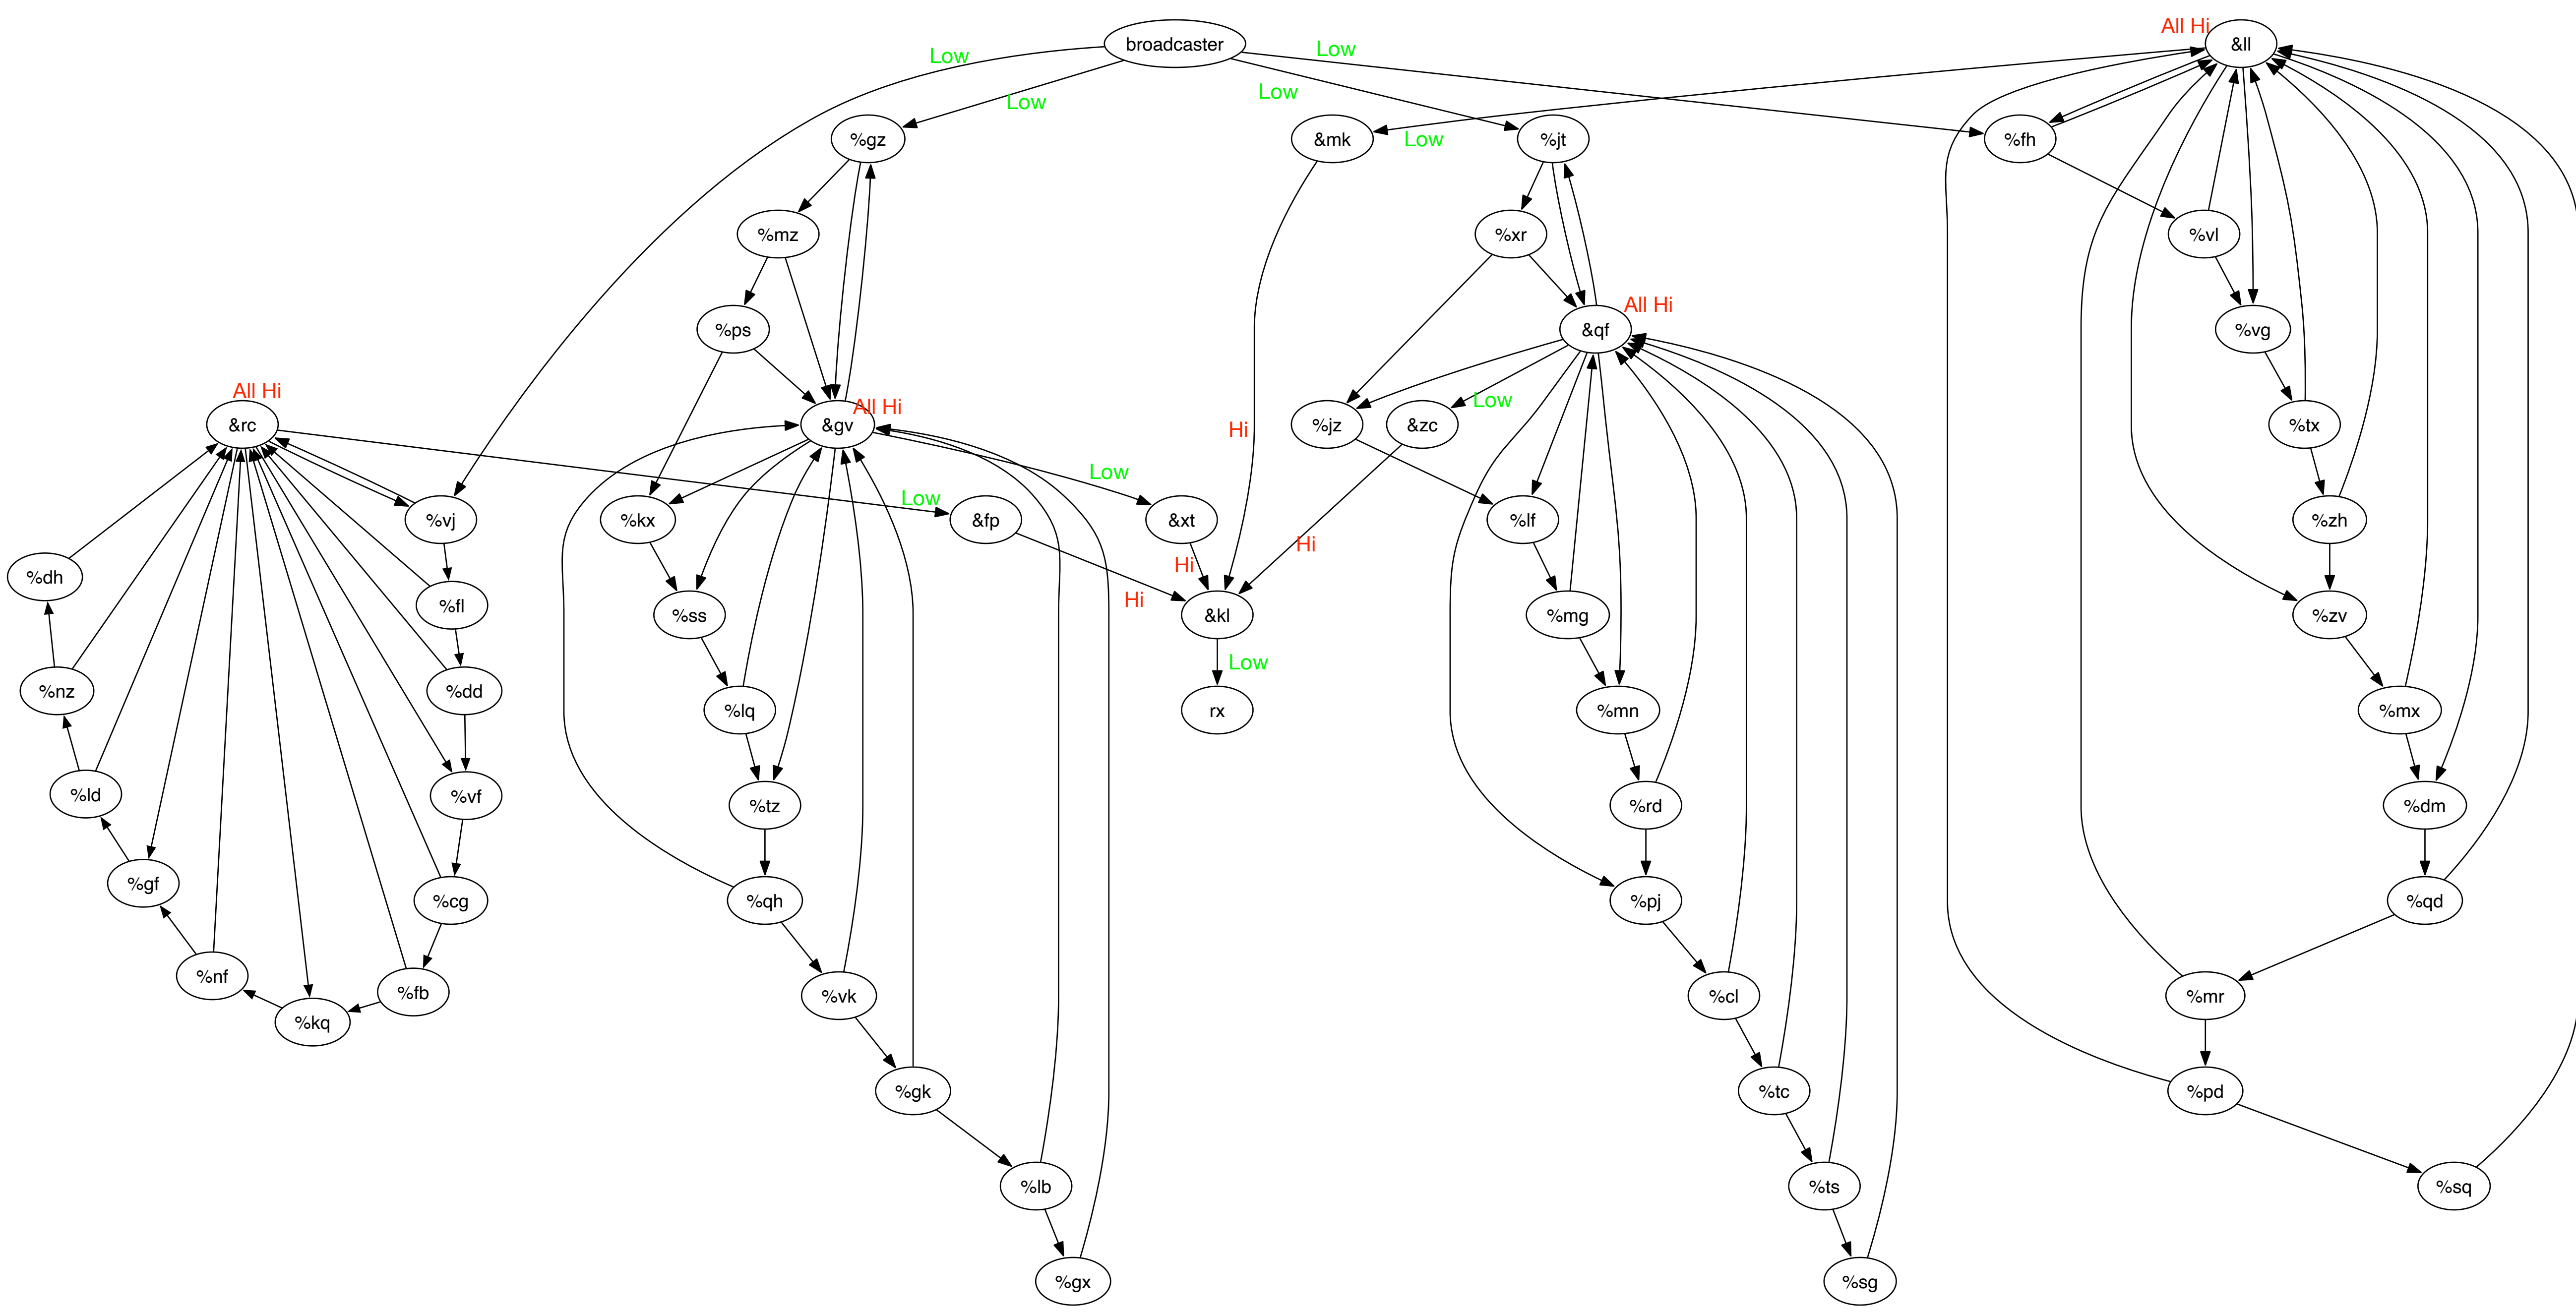 All Hi
broadcaster
&ll
Low
Low
Low
Low
%gz
&mk
Low
%jt
%fh
%mz
%xr
%vl
All Hi
%ps
&qf
%vg
All Hi
All Hi
Low
&rc
&gv
%jz
&zc
%tx
Hi
Low
Low
%vj
%kx
&fp
&xt
%lf
%zh
Hi
Hi
%dh
%fl
Hi
%ss
&kl
%mg
%zv
Low
%nz
%dd
%lq
rx
%mn
%mx
%ld
%vf
%tz
%rd
%dm
%gf
%cg
%qh
%pj
%qd
%nf
%fb
%kq
%vk
%cl
%mr
%gk
%tc
%pd
%lb
%ts
%sq
%gx
%sg